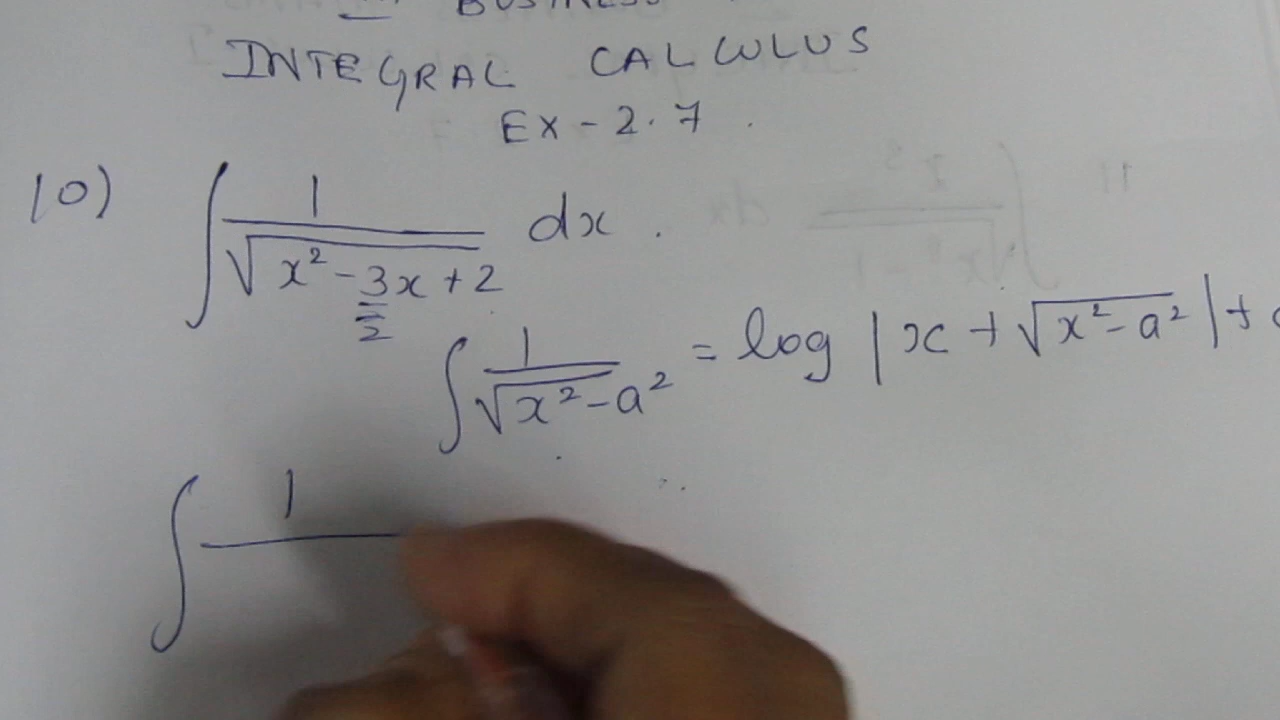 BUSINESS
INTEGRAL CALCULUS
EX - 2.7.
10) ∫ 1/√(x² - 3x + 2) dx.
2
∫ 1/√(x² - a²) = log |x + √(x² - a²)| + c
∫ 1